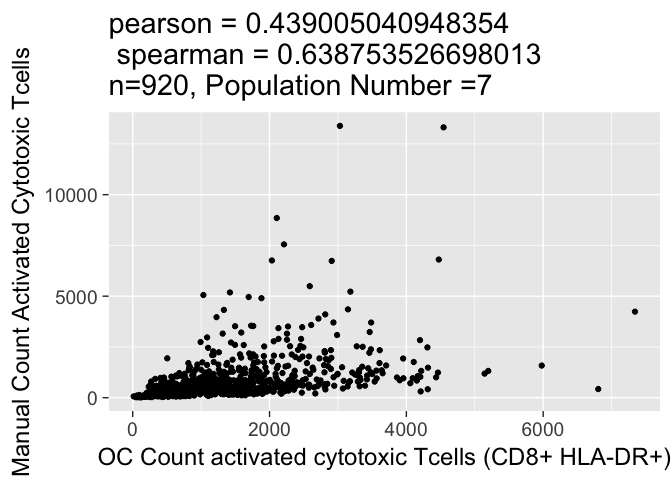 pearson = 0.439005040948354
spearman = 0.638753526698013
n=920, Population Number =7
Manual Count Activated Cytotoxic Tcells
10000
5000
0
0 2000 4000 6000
OC Count activated cytotoxic Tcells (CD8+ HLA-DR+)